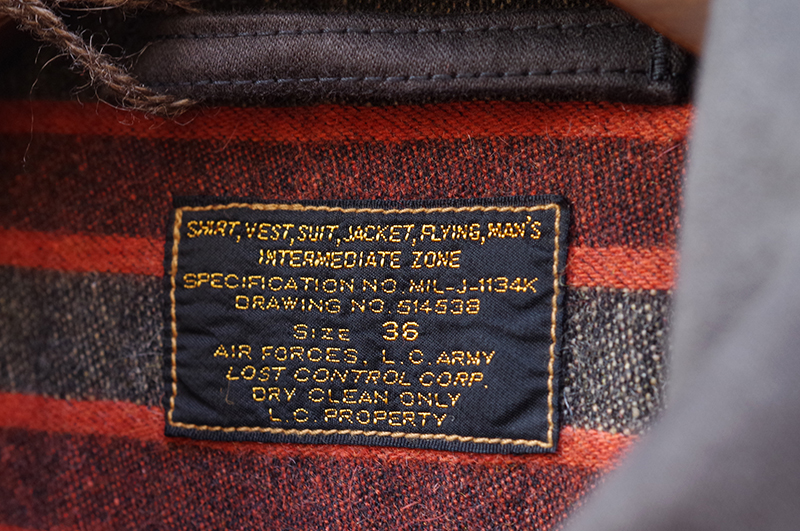 SHIRT, VEST, SUIT, JACKET, FLYING, MAN'S
INTERMEDIATE ZONE
SPECIFICATION NO. MIL-J-1134K
DRAWING NO. 514538
SIZE 36
AIR FORCES, L.C. ARMY
LOST CONTROL CORP.
DRY CLEAN ONLY
L.C. PROPERTY